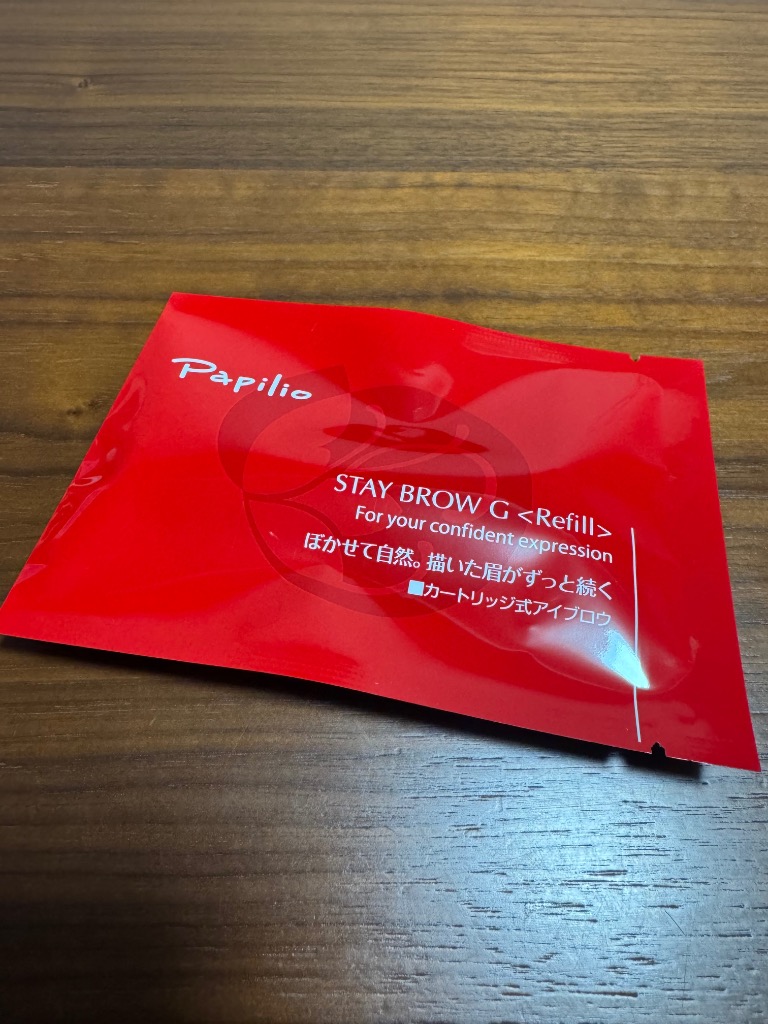 Papilio
STAY BROW G <Refill>
For your confident expression
ぼかせて自然。描いた眉がずっと続く
■カートリッジ式アイブロウ